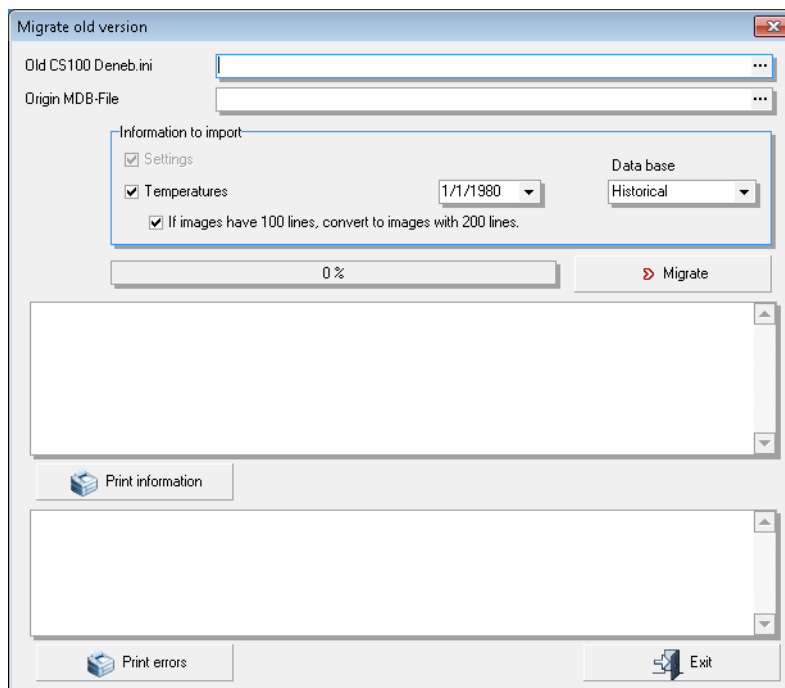 Migrate old version
Old CS100 Deneb.ini
...
Origin MDB-File
...
Information to import
Settings
Data base
Temperatures
1/1/1980
Historical
If images have 100 lines, convert to images with 200 lines.
0 %
Migrate
Print information
Print errors
Exit